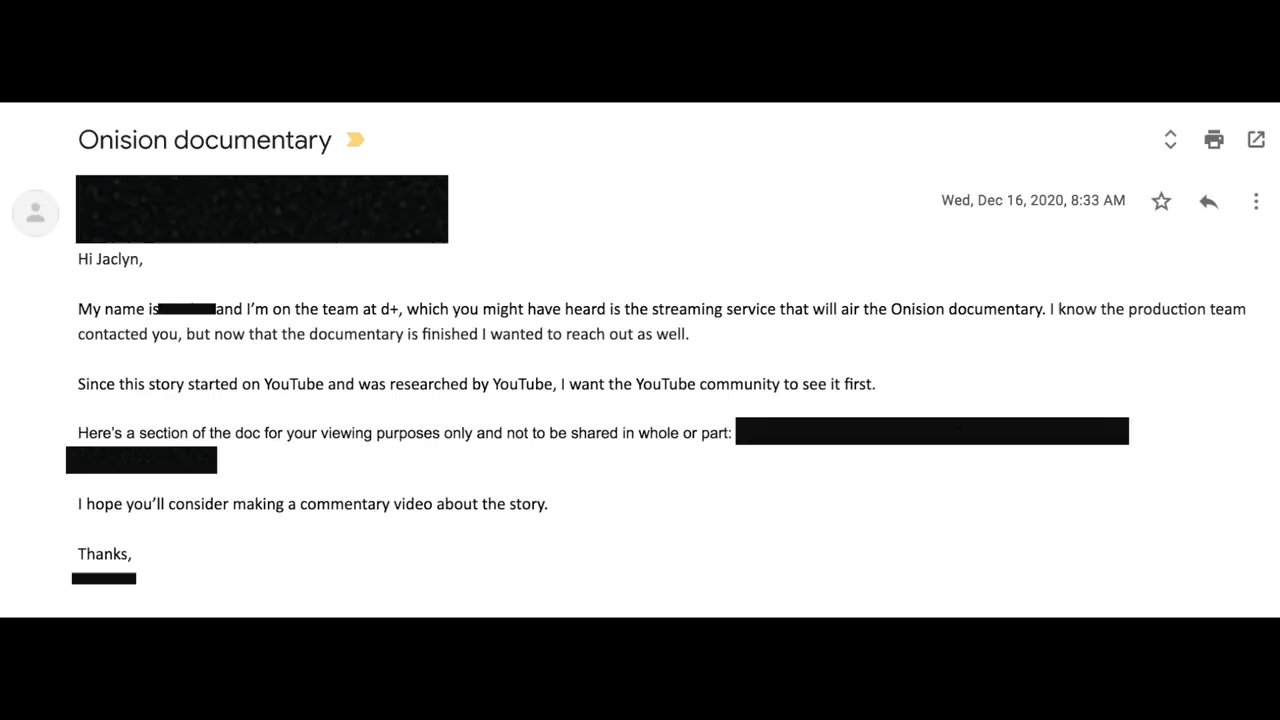 Onision documentary
Wed, Dec 16, 2020, 8:33 AM
Hi Jaclyn,
My name is and I’m on the team at d+, which you might have heard is the streaming service that will air the Onision documentary. I know the production team
contacted you, but now that the documentary is finished I wanted to reach out as well.
Since this story started on YouTube and was researched by YouTube, I want the YouTube community to see it first.
Here's a section of the doc for your viewing purposes only and not to be shared in whole or part:
I hope you’ll consider making a commentary video about the story.
Thanks,